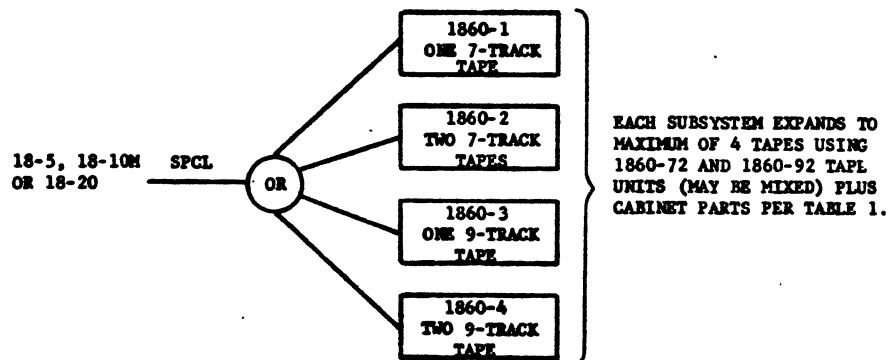 1860-1
ONE 7-TRACK
TAPE
1860-2
TWO 7-TRACK
TAPES
18-5, 18-10M
OR 18-20
SPCL
OR
1860-3
ONE 9-TRACK
TAPE
1860-4
TWO 9-TRACK
TAPE
EACH SUBSYSTEM EXPANDS TO
MAXIMUM OF 4 TAPES USING
1860-72 AND 1860-92 TAPL
UNITS (MAY BE MIXED) PLUS
CABINET PARTS PER TABLE 1.